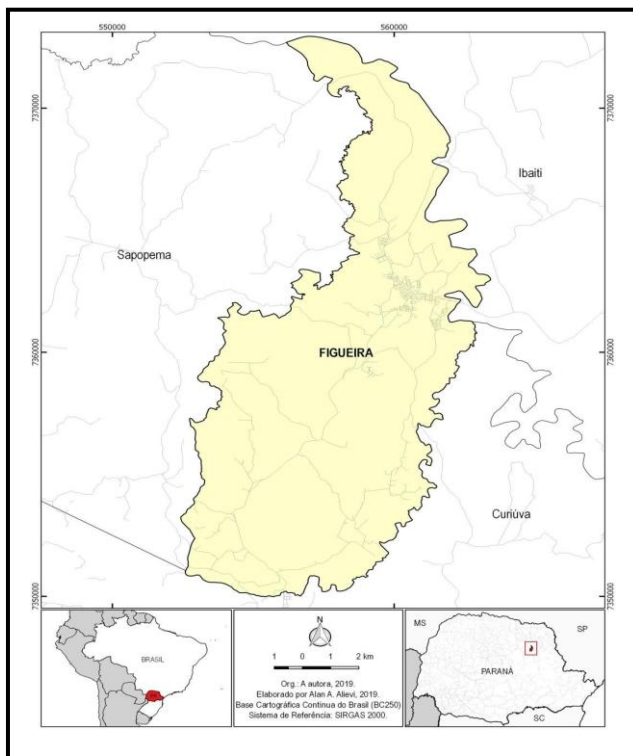 550000
560000
7370000
7370000
Ibaiti
Sapopema
FIGUEIRA
7360000
7360000
Curiúva
7350000
7350000
BRASIL
N
1 0 1 2 km
Org.: A autora, 2019.
Elaborado por Alan A. Alievi, 2019.
Base Cartográfica Contínua do Brasil (BC250)
Sistema de Referência: SIRGAS 2000.
MS
SP
PARANÁ
SC